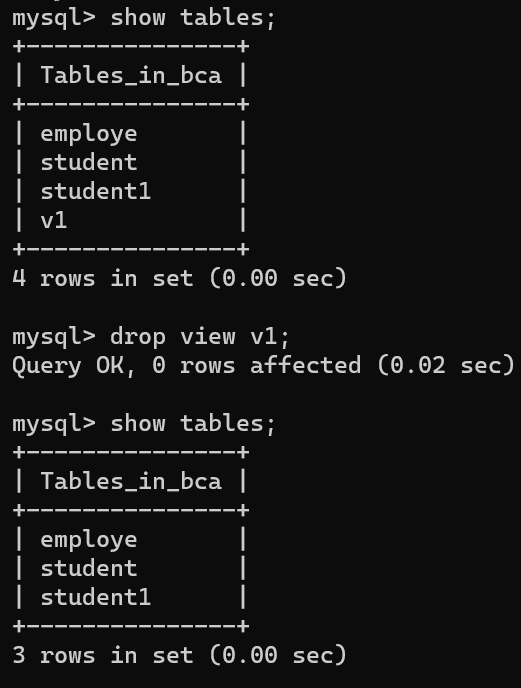 mysql> show tables;
+---------------+
| Tables_in_bca |
+---------------+
| employe       |
| student       |
| student1      |
| v1            |
+---------------+
4 rows in set (0.00 sec)

mysql> drop view v1;
Query OK, 0 rows affected (0.02 sec)

mysql> show tables;
+---------------+
| Tables_in_bca |
+---------------+
| employe       |
| student       |
| student1      |
+---------------+
3 rows in set (0.00 sec)